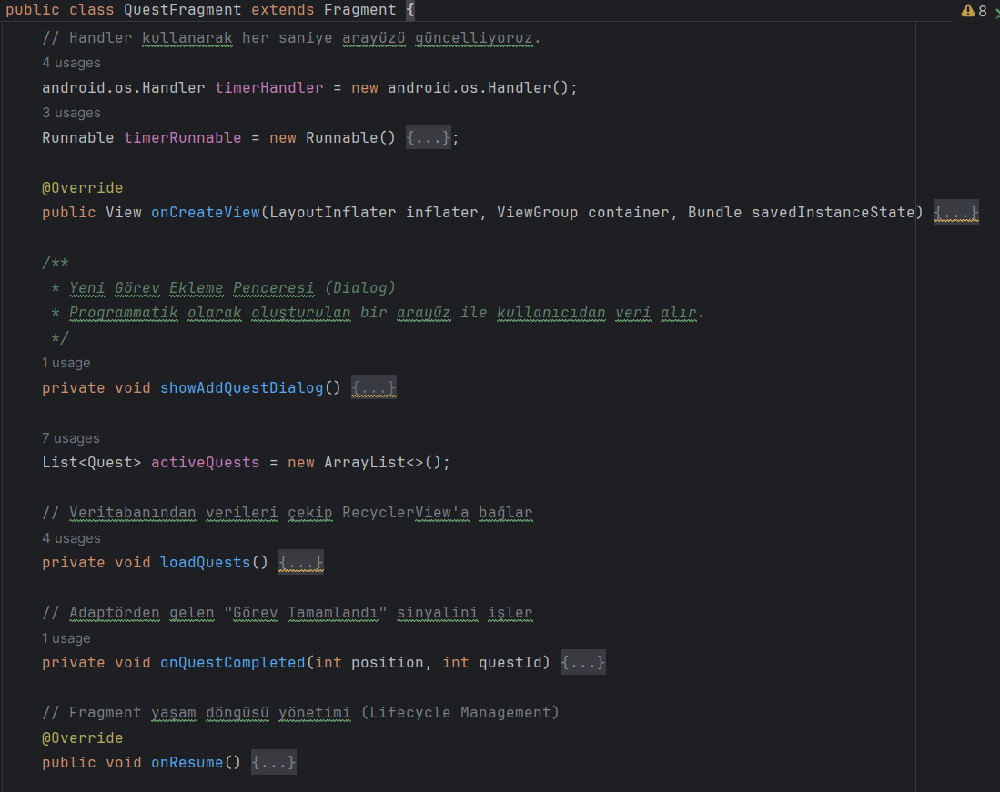 public class QuestFragment extends Fragment {
8
// Handler kullanarak her saniye arayüzü güncelliyoruz.
4 usages
android.os.Handler timerHandler = new android.os.Handler();
3 usages
Runnable timerRunnable = new Runnable() {...};
@Override
public View onCreateView(LayoutInflater inflater, ViewGroup container, Bundle savedInstanceState) {...}
/**
* Yeni Görev Ekleme Penceresi (Dialog)
* Programmatik olarak oluşturulan bir arayüz ile kullanıcıdan veri alır.
*/
1 usage
private void showAddQuestDialog() {...}
7 usages
List<Quest> activeQuests = new ArrayList<>();
// Veritabanından verileri çekip RecyclerView'a bağlar
4 usages
private void loadQuests() {...}
// Adaptörden gelen "Görev Tamamlandı" sinyalini işler
1 usage
private void onQuestCompleted(int position, int questId) {...}
// Fragment yaşam döngüsü yönetimi (Lifecycle Management)
@Override
public void onResume() {...}